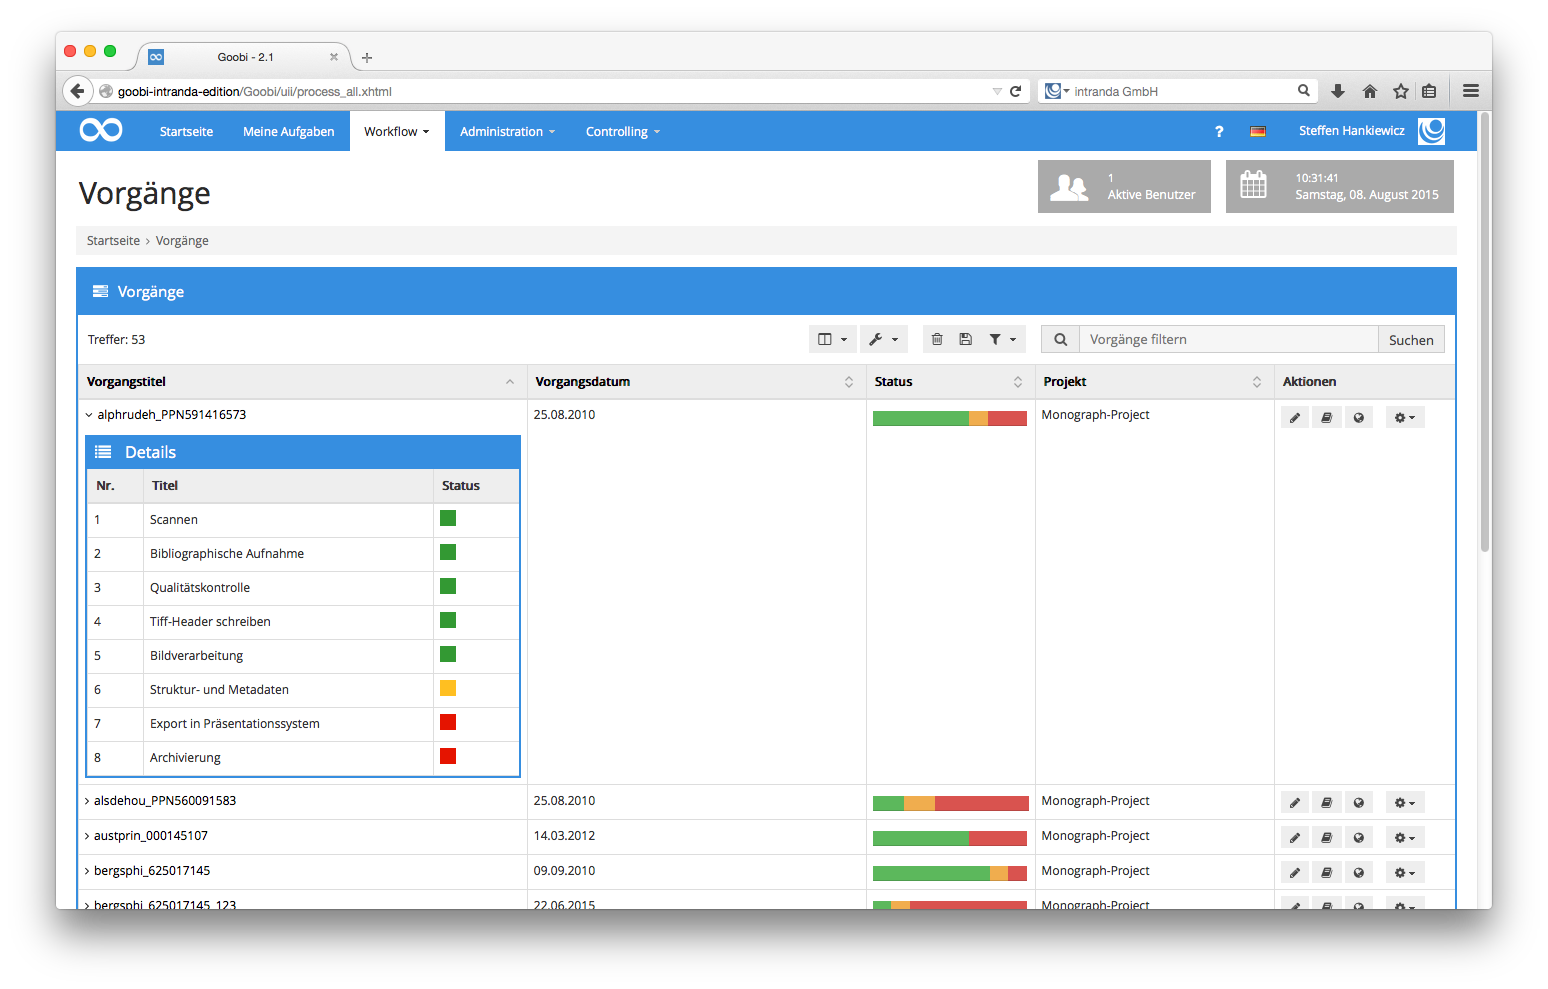 Goobi - 2.1
goobi-intranda-edition/Goobi/uii/process_all.xhtml
intranda GmbH
Startseite Meine Aufgaben Workflow Administration Controlling ? Steffen Hankiewicz
Vorgänge
1
Aktive Benutzer
10:31:41
Samstag, 08. August 2015
Startseite › Vorgänge
Vorgänge
Treffer: 53
Vorgänge filtern Suchen
Vorgangstitel Vorgangsdatum Status Projekt Aktionen
alphrudeh_PPN591416573 25.08.2010 Monograph-Project
Details
Nr. Titel Status
1 Scannen
2 Bibliographische Aufnahme
3 Qualitätskontrolle
4 Tiff-Header schreiben
5 Bildverarbeitung
6 Struktur- und Metadaten
7 Export in Präsentationssystem
8 Archivierung
alsdehou_PPN560091583 25.08.2010 Monograph-Project
austprin_000145107 14.03.2012 Monograph-Project
bergsphi_625017145 09.09.2010 Monograph-Project
bergsphi_625017145_123 22.06.2015 Monograph-Project